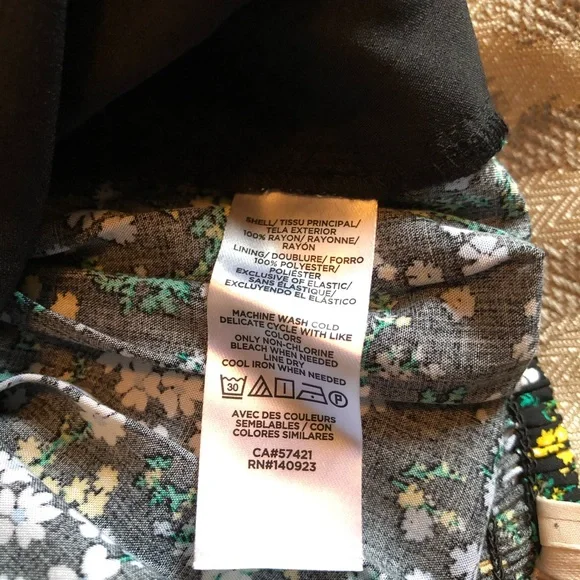 SHELL/ TISSU PRINCIPAL/
TELA EXTERIOR
100% RAYON/ RAYONNE/
RAYON
LINING/ DOUBLURE/ FORRO
100% POLYESTER/
POLIÉSTER
EXCLUSIVE OF ELASTIC/
SANS ÉLASTIQUE/
EXCLUYENDO EL ELÁSTICO
MACHINE WASH COLD
DELICATE CYCLE WITH LIKE
COLORS
ONLY NON-CHLORINE
BLEACH WHEN NEEDED
LINE DRY
COOL IRON WHEN NEEDED
30 P
AVEC DES COULEURS
SEMBLABLES / CON
COLORES SIMILARES
CA#57421
RN#140923